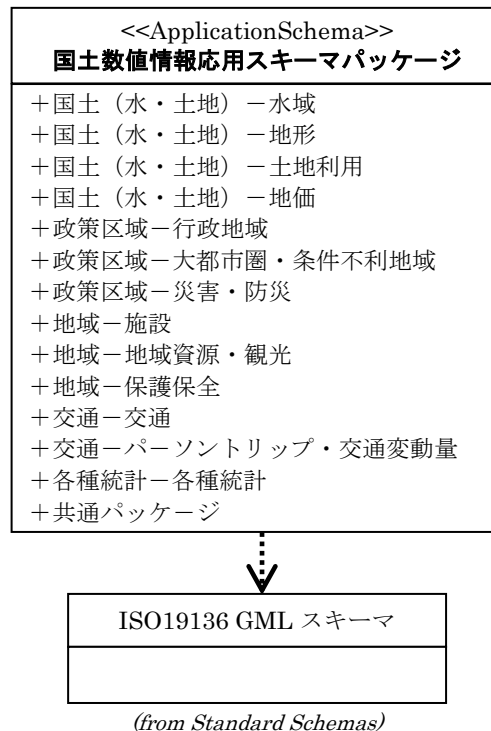 <<ApplicationSchema>>
国土数値情報応用スキーマパッケージ
＋国土（水・土地）－水域
＋国土（水・土地）－地形
＋国土（水・土地）－土地利用
＋国土（水・土地）－地価
＋政策区域－行政地域
＋政策区域－大都市圏・条件不利地域
＋政策区域－災害・防災
＋地域－施設
＋地域－地域資源・観光
＋地域－保護保全
＋交通－交通
＋交通－パーソントリップ・交通変動量
＋各種統計－各種統計
＋共通パッケージ
ISO19136 GML スキーマ
(from Standard Schemas)